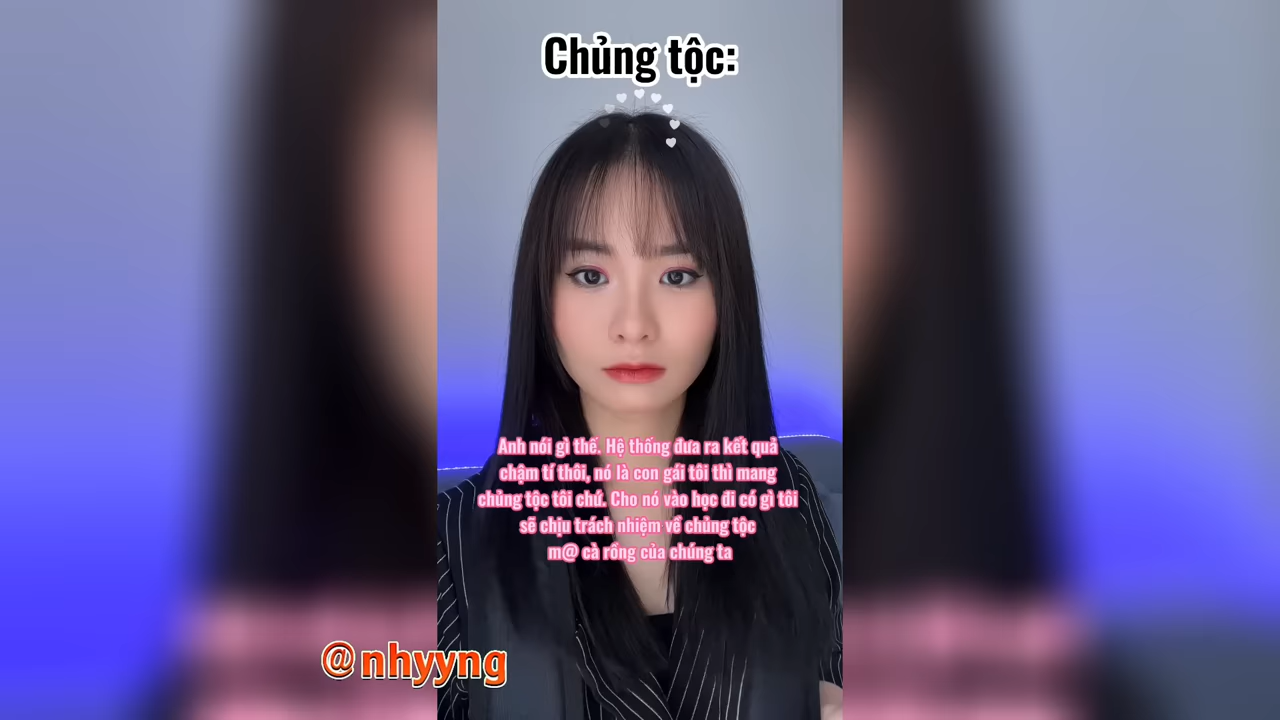 Chủng tộc:
Anh nói gì thế. Hệ thống đưa ra kết quả
chậm tí thôi, nó là con gái tôi thì mang
chủng tộc tôi chứ. Cho nó vào học đi có gì tôi
sẽ chịu trách nhiệm về chủng tộc
m@ cà rồng của chúng ta
@nhyyng